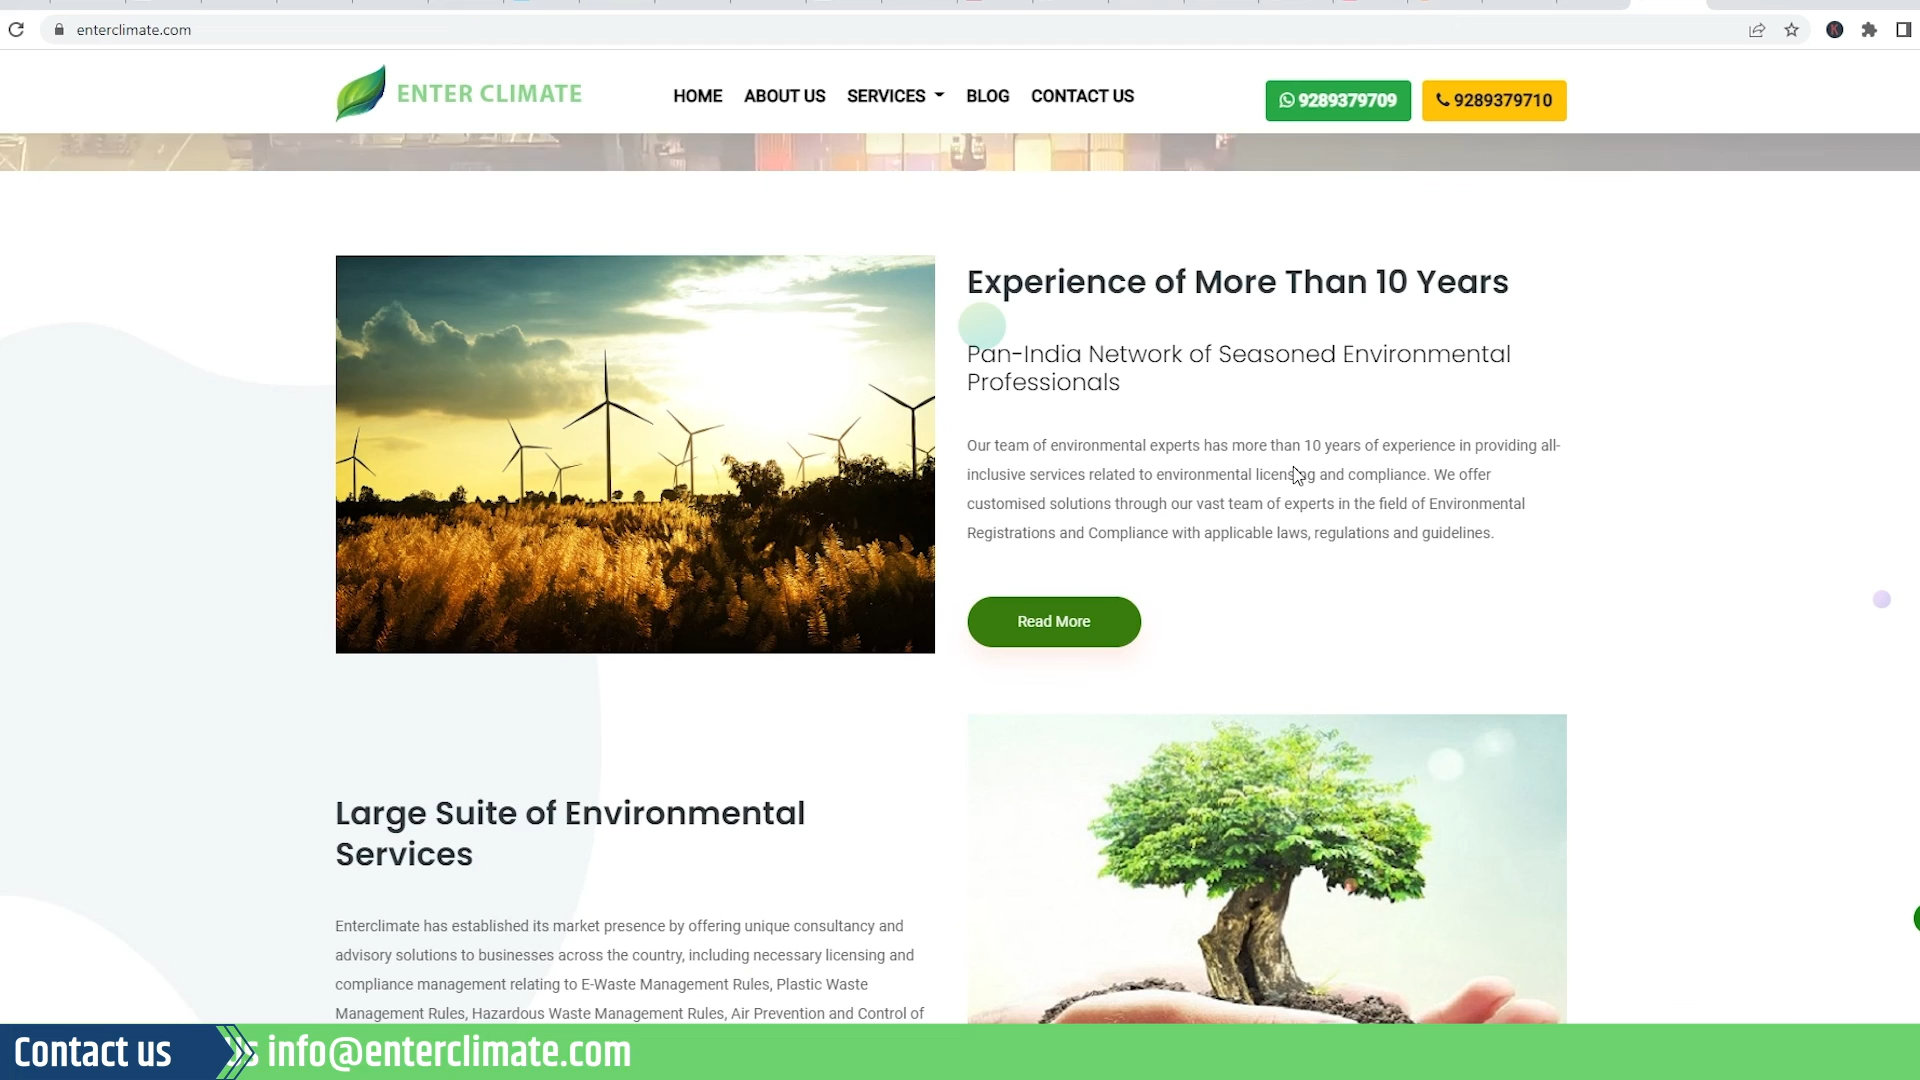 enterclimate.com
ENTER CLIMATE
HOME ABOUT US SERVICES BLOG CONTACT US
9289379709 9289379710
Experience of More Than 10 Years
Pan-India Network of Seasoned Environmental
Professionals
Our team of environmental experts has more than 10 years of experience in providing all-
inclusive services related to environmental licensing and compliance. We offer
customised solutions through our vast team of experts in the field of Environmental
Registrations and Compliance with applicable laws, regulations and guidelines.
Read More
Large Suite of Environmental
Services
Enterclimate has established its market presence by offering unique consultancy and
advisory solutions to businesses across the country, including necessary licensing and
compliance management relating to E-Waste Management Rules, Plastic Waste
Management Rules, Hazardous Waste Management Rules, Air Prevention and Control of
Contact us info@enterclimate.com